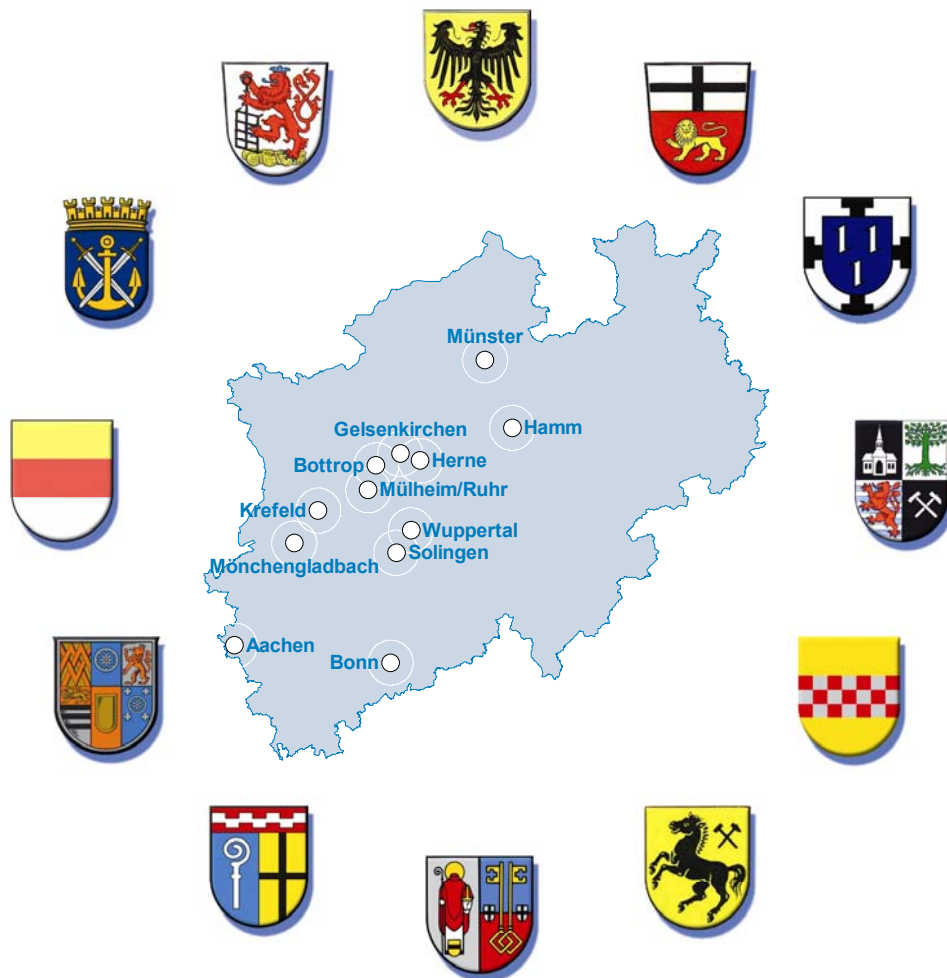 Münster
Hamm
Gelsenkirchen
Herne
Bottrop
Mülheim/Ruhr
Krefeld
Wuppertal
Solingen
Mönchengladbach
Aachen
Bonn